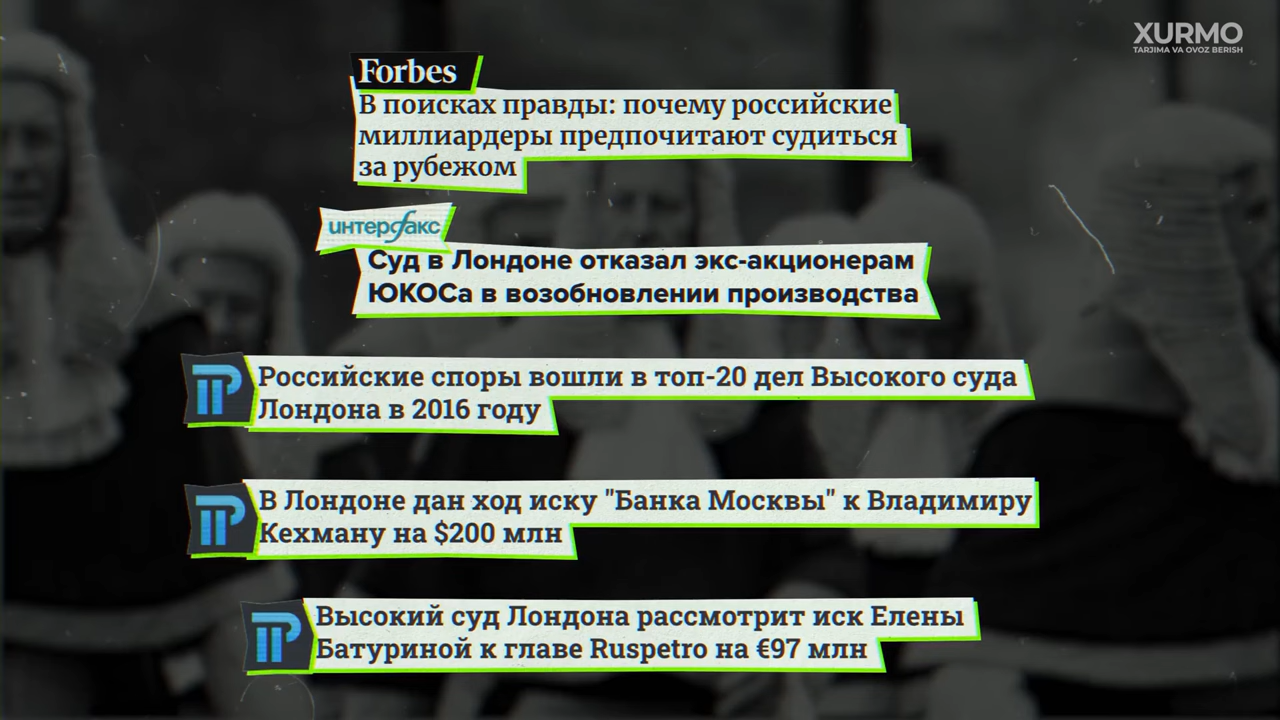 XURMO
TARJIMA VA OVOZ BERISH
Forbes
В поисках правды: почему российские
миллиардеры предпочитают судиться
за рубежом
интерфакс
Суд в Лондоне отказал экс-акционерам
ЮКОСа в возобновлении производства
Российские споры вошли в топ-20 дел Высокого суда
Лондона в 2016 году
В Лондоне дан ход иску "Банка Москвы" к Владимиру
Кехману на $200 млн
Высокий суд Лондона рассмотрит иск Елены
Батуриной к главе Ruspetro на €97 млн